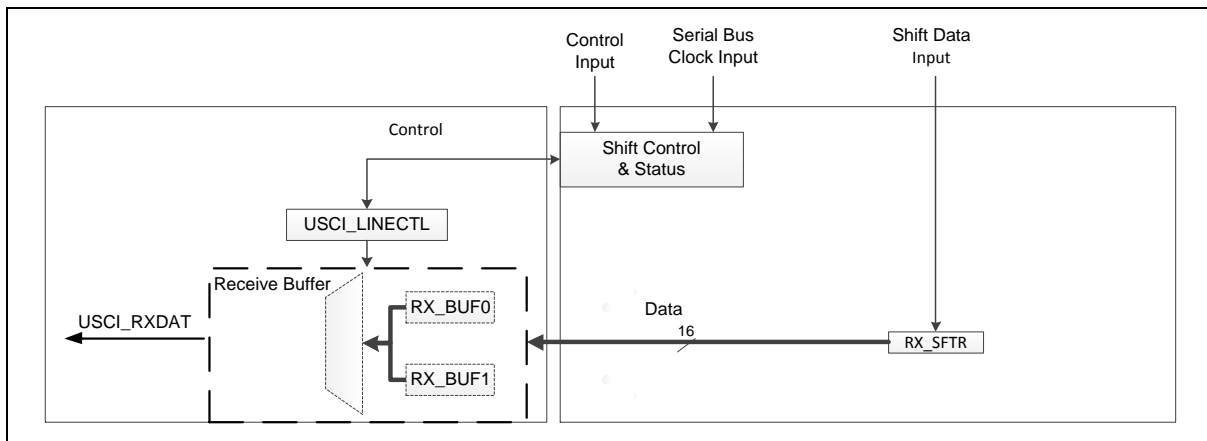 Control
Input
Serial Bus
Clock Input
Shift Data
Input
Control
Shift Control
& Status
USCI_LINECTL
Receive Buffer
RX_BUF0
USCI_RXDAT
Data
16
RX_SFTR
RX_BUF1